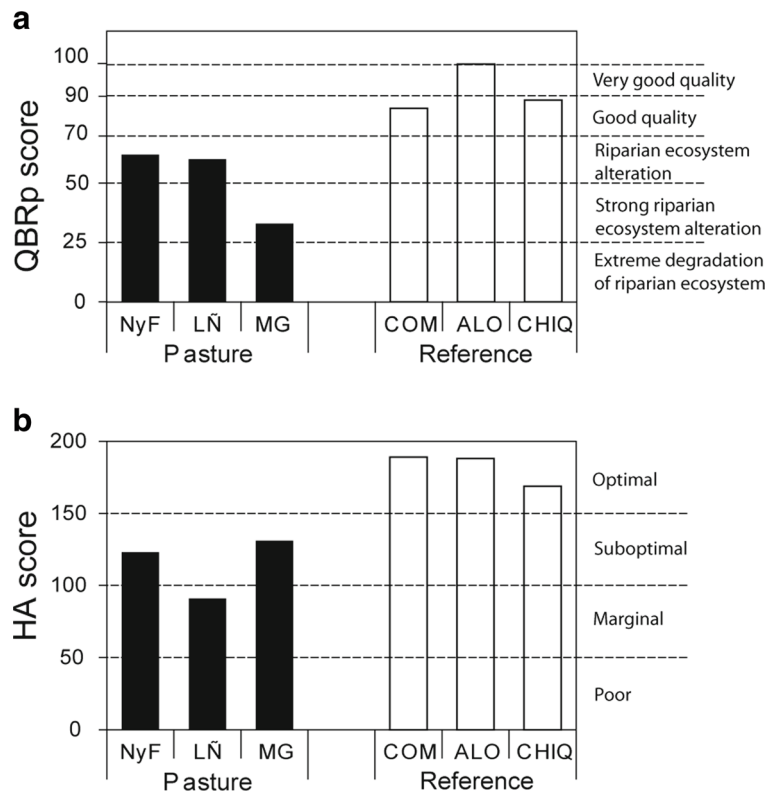 a
100
90
70
50
25
0
QBRp score
Very good quality
Good quality
Riparian ecosystem
alteration
Strong riparian
ecosystem alteration
Extreme degradation
of riparian ecosystem
NyF LÑ MG COM ALO CHIQ
Pasture Reference
b
200
150
100
50
0
HA score
Optimal
Suboptimal
Marginal
Poor
NyF LÑ MG COM ALO CHIQ
Pasture Reference